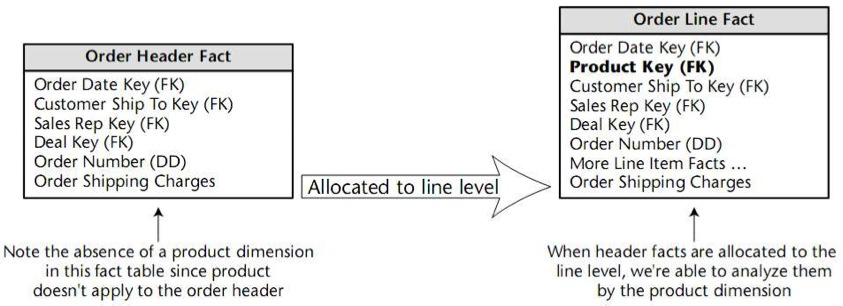 Order Header Fact
Order Date Key (FK)
Customer Ship To Key (FK)
Sales Rep Key (FK)
Deal Key (FK)
Order Number (DD)
Order Shipping Charges
Note the absence of a product dimension
in this fact table since product
doesn't apply to the order header
Allocated to line level
Order Line Fact
Order Date Key (FK)
Product Key (FK)
Customer Ship To Key (FK)
Sales Rep Key (FK)
Deal Key (FK)
Order Number (DD)
More Line Item Facts ...
Order Shipping Charges
When header facts are allocated to the
line level, we're able to analyze them
by the product dimension